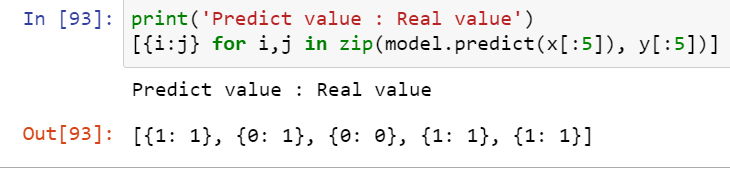 In [93]: print('Predict value : Real value')
[{i:j} for i,j in zip(model.predict(x[:5]), y[:5])]
Predict value : Real value
Out[93]: [{1: 1}, {0: 1}, {0: 0}, {1: 1}, {1: 1}]